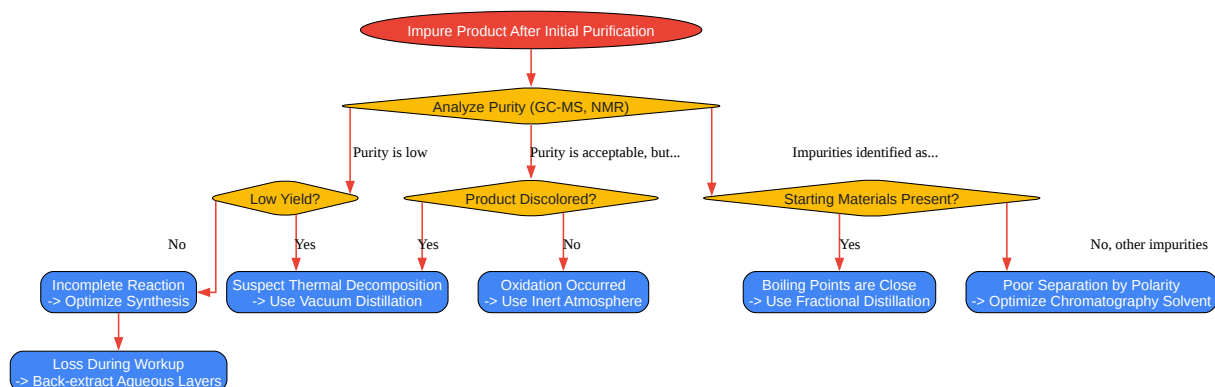 Impure Product After Initial Purification
Analyze Purity (GC-MS, NMR)
Purity is low
Purity is acceptable, but...
Impurities identified as...
Low Yield?
Product Discolored?
Starting Materials Present?
No
Yes
Yes
No
Yes
No, other impurities
Incomplete Reaction
-> Optimize Synthesis
Suspect Thermal Decomposition
-> Use Vacuum Distillation
Oxidation Occurred
-> Use Inert Atmosphere
Boiling Points are Close
-> Use Fractional Distillation
Poor Separation by Polarity
-> Optimize Chromatography Solvent
Loss During Workup
-> Back-extract Aqueous Layers